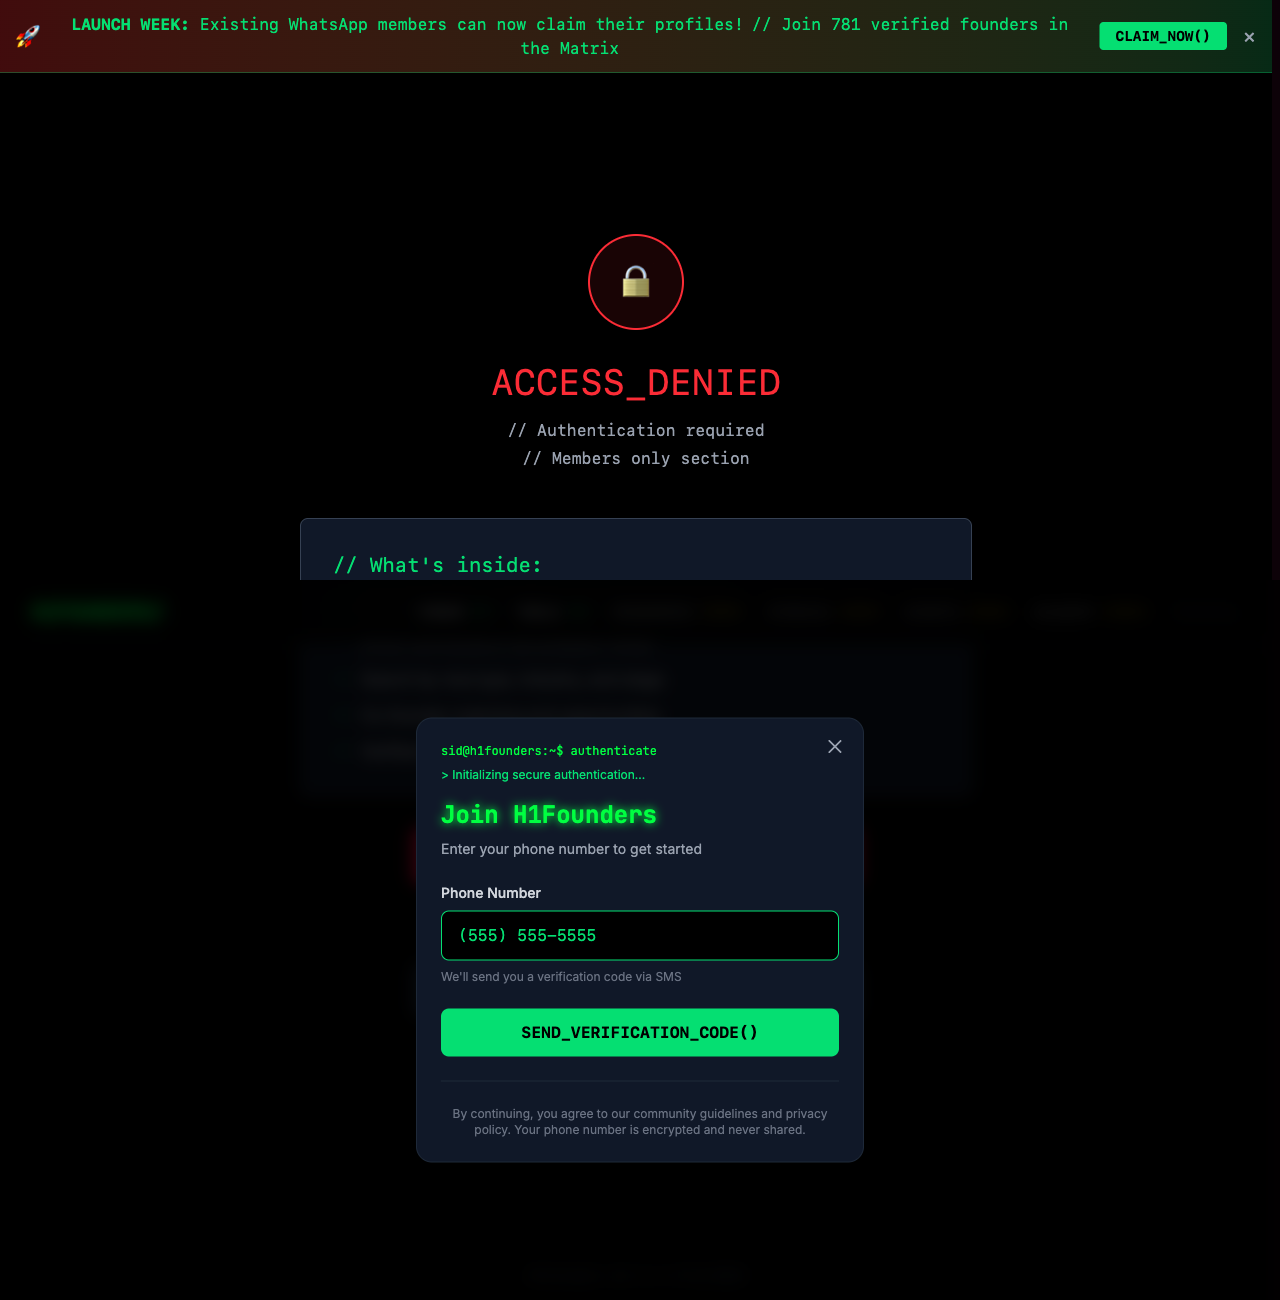 LAUNCH WEEK: Existing WhatsApp members can now claim their profiles! // Join 781 verified founders in
the Matrix
CLAIM_NOW()
ACCESS_DENIED
// Authentication required
// Members only section
// What's inside:
sid@h1founders:~$ authenticate
> Initializing secure authentication...
Join H1Founders
Enter your phone number to get started
Phone Number
(555) 555-5555
We'll send you a verification code via SMS
SEND_VERIFICATION_CODE()
By continuing, you agree to our community guidelines and privacy
policy. Your phone number is encrypted and never shared.